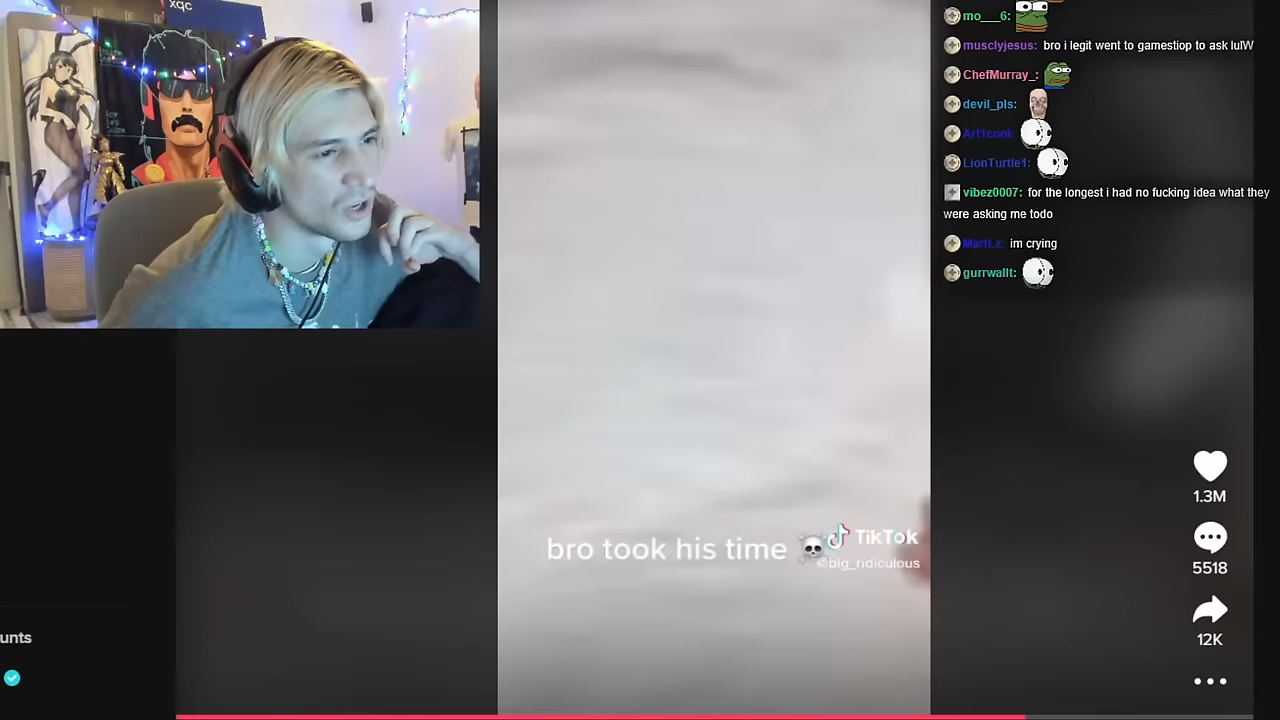 xqc
mo___6:
musclyjesus: bro i legit went to gamestiop to ask lulW
ChefMurray_:
devil_pls:
Art1cool:
LionTurtle1:
vibez0007: for the longest i had no fucking idea what they
were asking me todo
MartLz: im crying
gurrwallt:
bro took his time
TikTok
@big_ridiculous
1.3M
5518
12K
unts